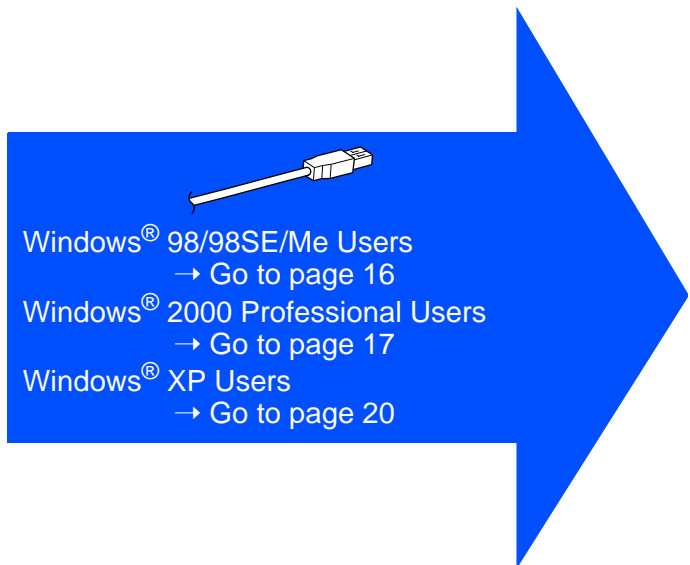 Windows® 98/98SE/Me Users
→ Go to page 16
Windows® 2000 Professional Users
→ Go to page 17
Windows® XP Users
→ Go to page 20